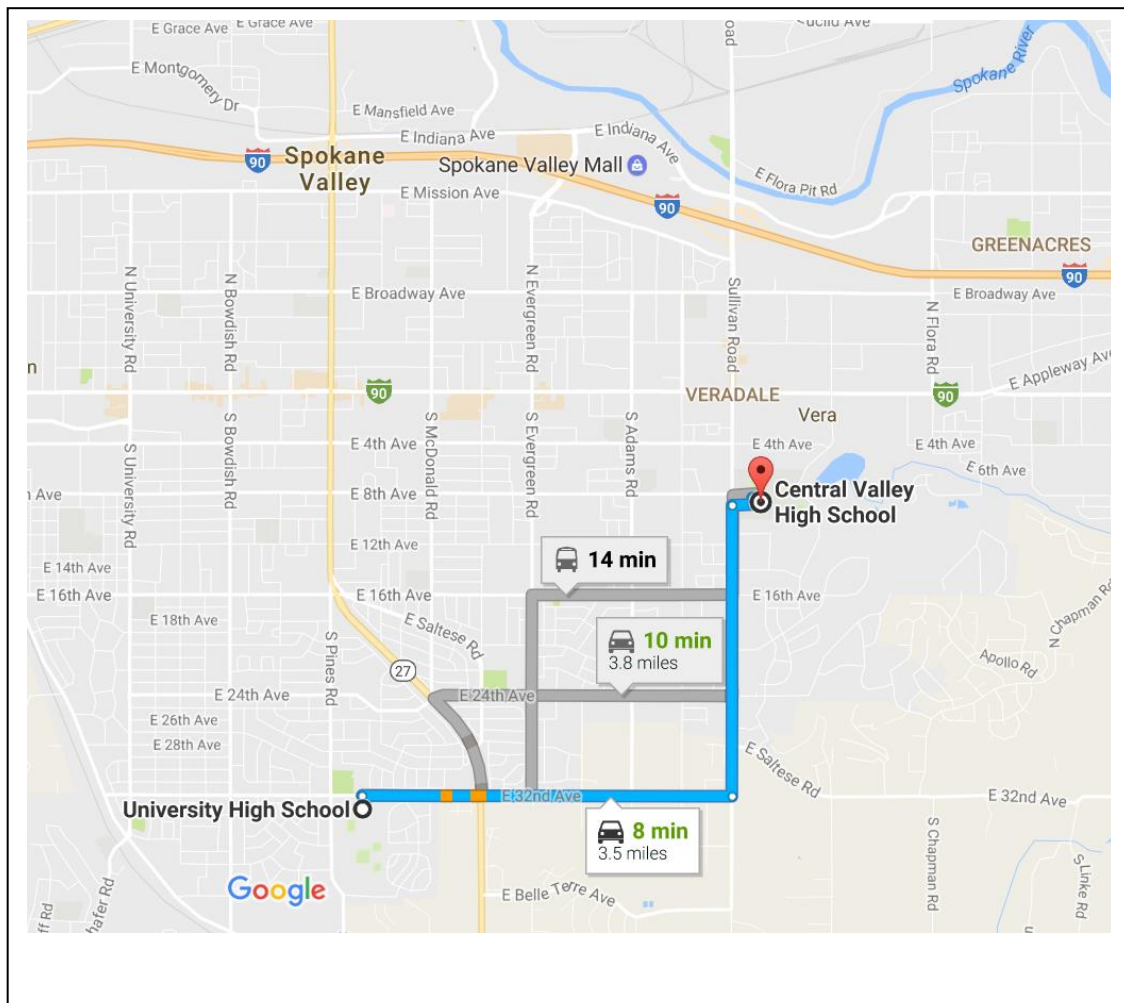 E Grace Ave
E Grace Ave
Euclid Ave
E Montgomery Dr
E Mansfield Ave
E Indiana Ave
E Indiana Ave
Spokane River
90
Spokane
Valley
Spokane Valley Mall
E Mission Ave
E Flora Pit Rd
90
GREENACRES
90
N University Rd
N Bowdish Rd
E Broadway Ave
N Evergreen Rd
Sullivan Road
N Flora Rd
E Broadway Ave
n
90
VERADALE
90
E Appleway Ave
Vera
S University Rd
S Bowdish Rd
S McDonald Rd
S Evergreen Rd
S Adams Rd
E 4th Ave
E 4th Ave
E 4th Ave
E 6th Ave
h Ave
E 8th Ave
Central Valley
High School
E 12th Ave
E 14th Ave
E 16th Ave
E 16th Ave
14 min
E 16th Ave
E 18th Ave
E Saltese Rd
S Pines Rd
27
10 min
3.8 miles
N Chapman Rd
Apollo Rd
E 24th Ave
E 24th Ave
E 26th Ave
E 28th Ave
E Saltese Rd
University High School
E 32nd Ave
E 32nd Ave
8 min
3.5 miles
S Chapman Rd
S Linke Rd
Google
E Belle Terre Ave
hafer Rd
ff Rd
oad